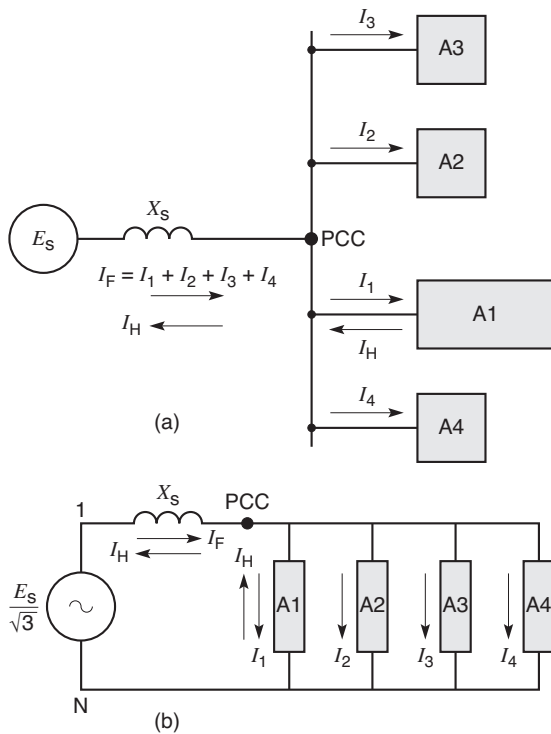 I3
A3
I2
A2
XS
ES
PCC
IF = I1 + I2 + I3 + I4
I1
A1
IH
IH
I4
A4
(a)
XS
PCC
1
IF
IH
IH
ES
√3
A1
A2
A3
A4
I1
I2
I3
I4
N
(b)